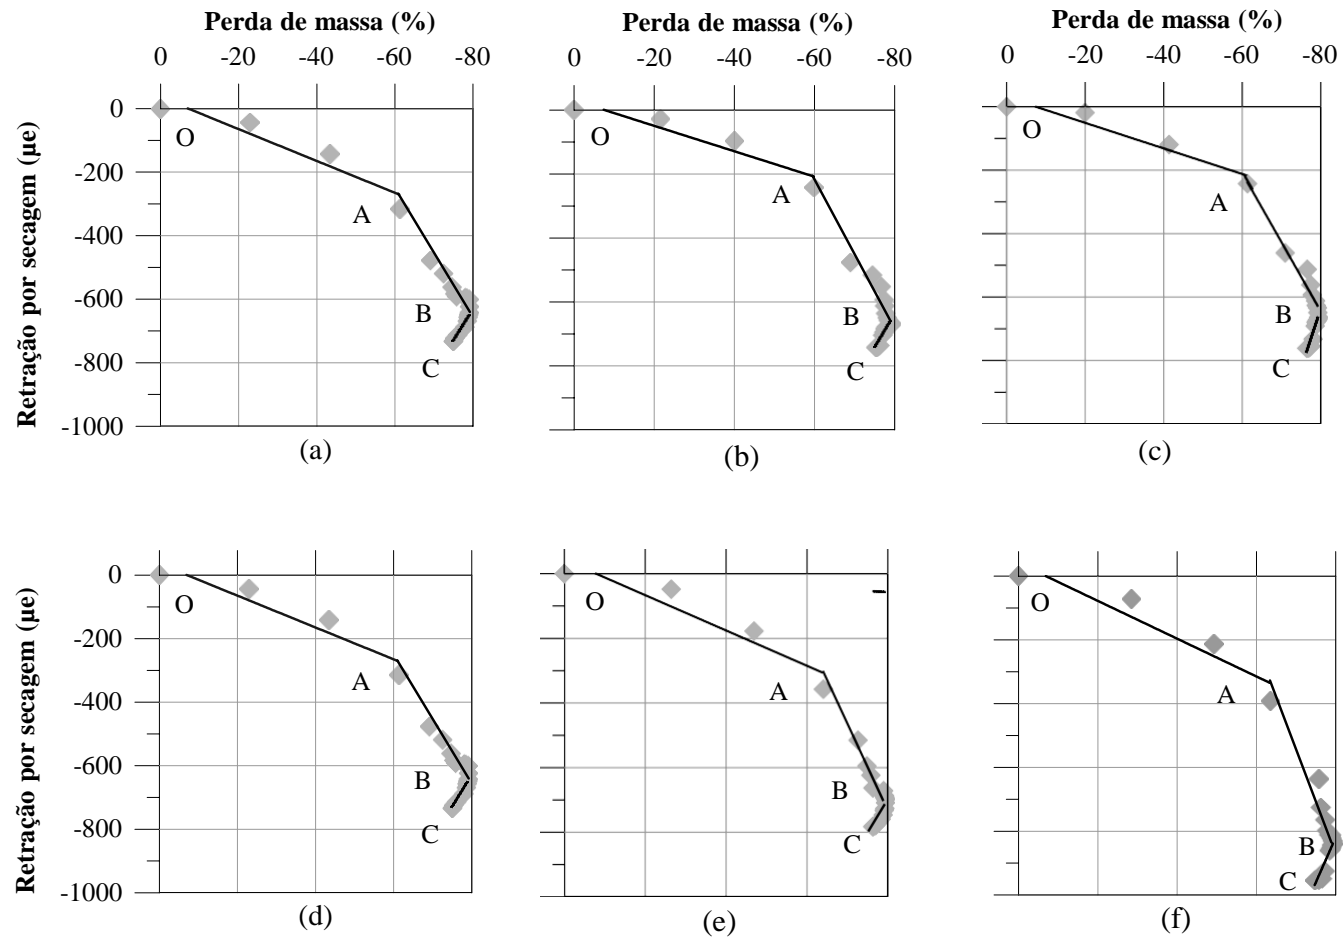 Perda de massa (%) Perda de massa (%) Perda de massa (%)
0 -20 -40 -60 -80 0 -20 -40 -60 -80 0 -20 -40 -60 -80
Retração por secagem (µe)
0
-200
-400
-600
-800
-1000
O
A
B
C
(a)
O
A
B
C
(b)
O
A
B
C
(c)
Retração por secagem (µe)
0
-200
-400
-600
-800
-1000
O
A
B
C
(d)
O
A
B
C
(e)
O
A
B
C
(f)